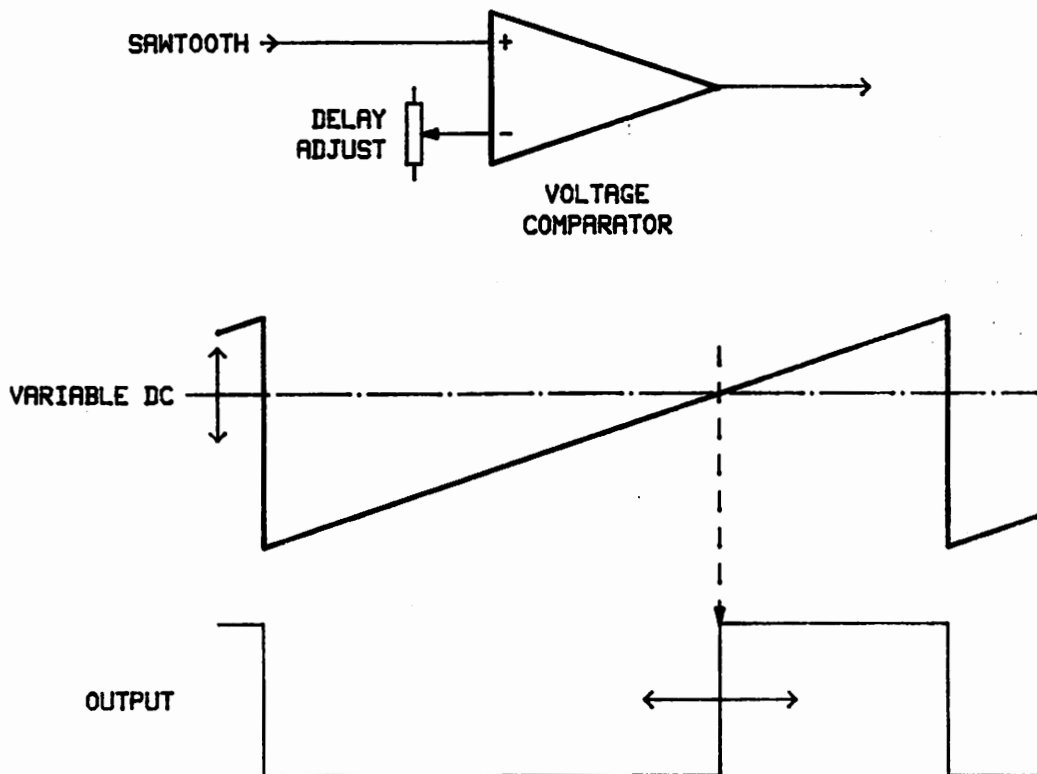 SAWTOOTH
+
DELAY
ADJUST
-
VOLTAGE
COMPARATOR
VARIABLE DC
OUTPUT